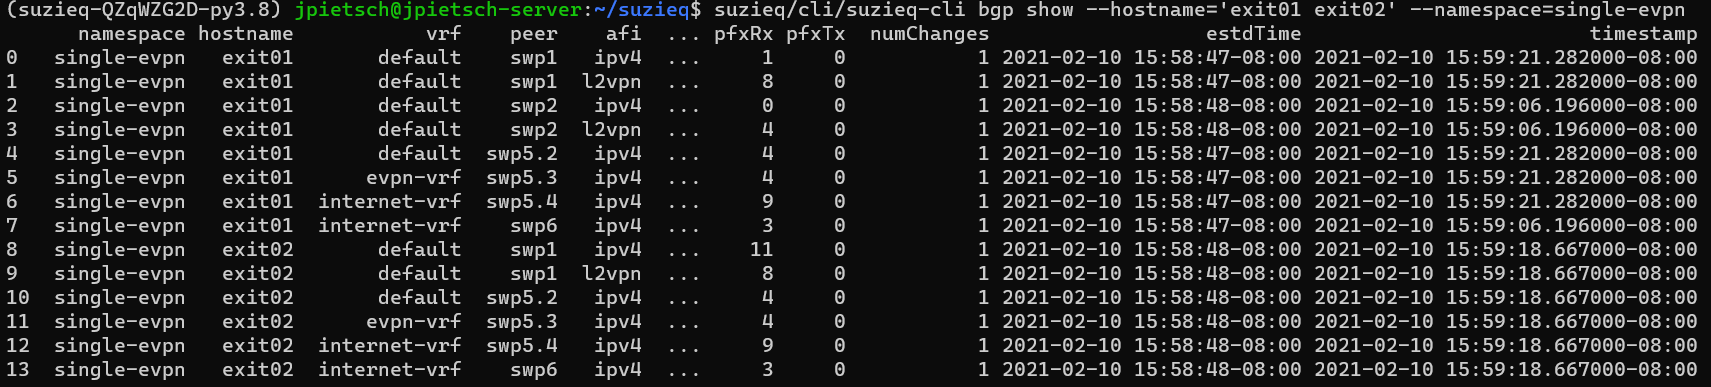 (suzieq-QZqWZG2D-py3.8) jpietsch@jpietsch-server:~/suzieq$ suzieq/cli/suzieq-cli bgp show --hostname='exit01 exit02' --namespace=single-evpn
namespace hostname vrf peer afi ... pfxRx pfxTx numChanges estdTime timestamp
0 single-evpn exit01 default swp1 ipv4 ... 1 0 1 2021-02-10 15:58:47-08:00 2021-02-10 15:59:21.282000-08:00
1 single-evpn exit01 default swp1 l2vpn ... 8 0 1 2021-02-10 15:58:47-08:00 2021-02-10 15:59:21.282000-08:00
2 single-evpn exit01 default swp2 ipv4 ... 0 0 1 2021-02-10 15:58:48-08:00 2021-02-10 15:59:06.196000-08:00
3 single-evpn exit01 default swp2 l2vpn ... 4 0 1 2021-02-10 15:58:48-08:00 2021-02-10 15:59:06.196000-08:00
4 single-evpn exit01 default swp5.2 ipv4 ... 4 0 1 2021-02-10 15:58:47-08:00 2021-02-10 15:59:21.282000-08:00
5 single-evpn exit01 evpn-vrf swp5.3 ipv4 ... 4 0 1 2021-02-10 15:58:47-08:00 2021-02-10 15:59:21.282000-08:00
6 single-evpn exit01 internet-vrf swp5.4 ipv4 ... 9 0 1 2021-02-10 15:58:47-08:00 2021-02-10 15:59:21.282000-08:00
7 single-evpn exit01 internet-vrf swp6 ipv4 ... 3 0 1 2021-02-10 15:58:47-08:00 2021-02-10 15:59:06.196000-08:00
8 single-evpn exit02 default swp1 ipv4 ... 11 0 1 2021-02-10 15:58:48-08:00 2021-02-10 15:59:18.667000-08:00
9 single-evpn exit02 default swp1 l2vpn ... 8 0 1 2021-02-10 15:58:48-08:00 2021-02-10 15:59:18.667000-08:00
10 single-evpn exit02 default swp5.2 ipv4 ... 4 0 1 2021-02-10 15:58:48-08:00 2021-02-10 15:59:18.667000-08:00
11 single-evpn exit02 evpn-vrf swp5.3 ipv4 ... 4 0 1 2021-02-10 15:58:48-08:00 2021-02-10 15:59:18.667000-08:00
12 single-evpn exit02 internet-vrf swp5.4 ipv4 ... 9 0 1 2021-02-10 15:58:48-08:00 2021-02-10 15:59:18.667000-08:00
13 single-evpn exit02 internet-vrf swp6 ipv4 ... 3 0 1 2021-02-10 15:58:48-08:00 2021-02-10 15:59:18.667000-08:00